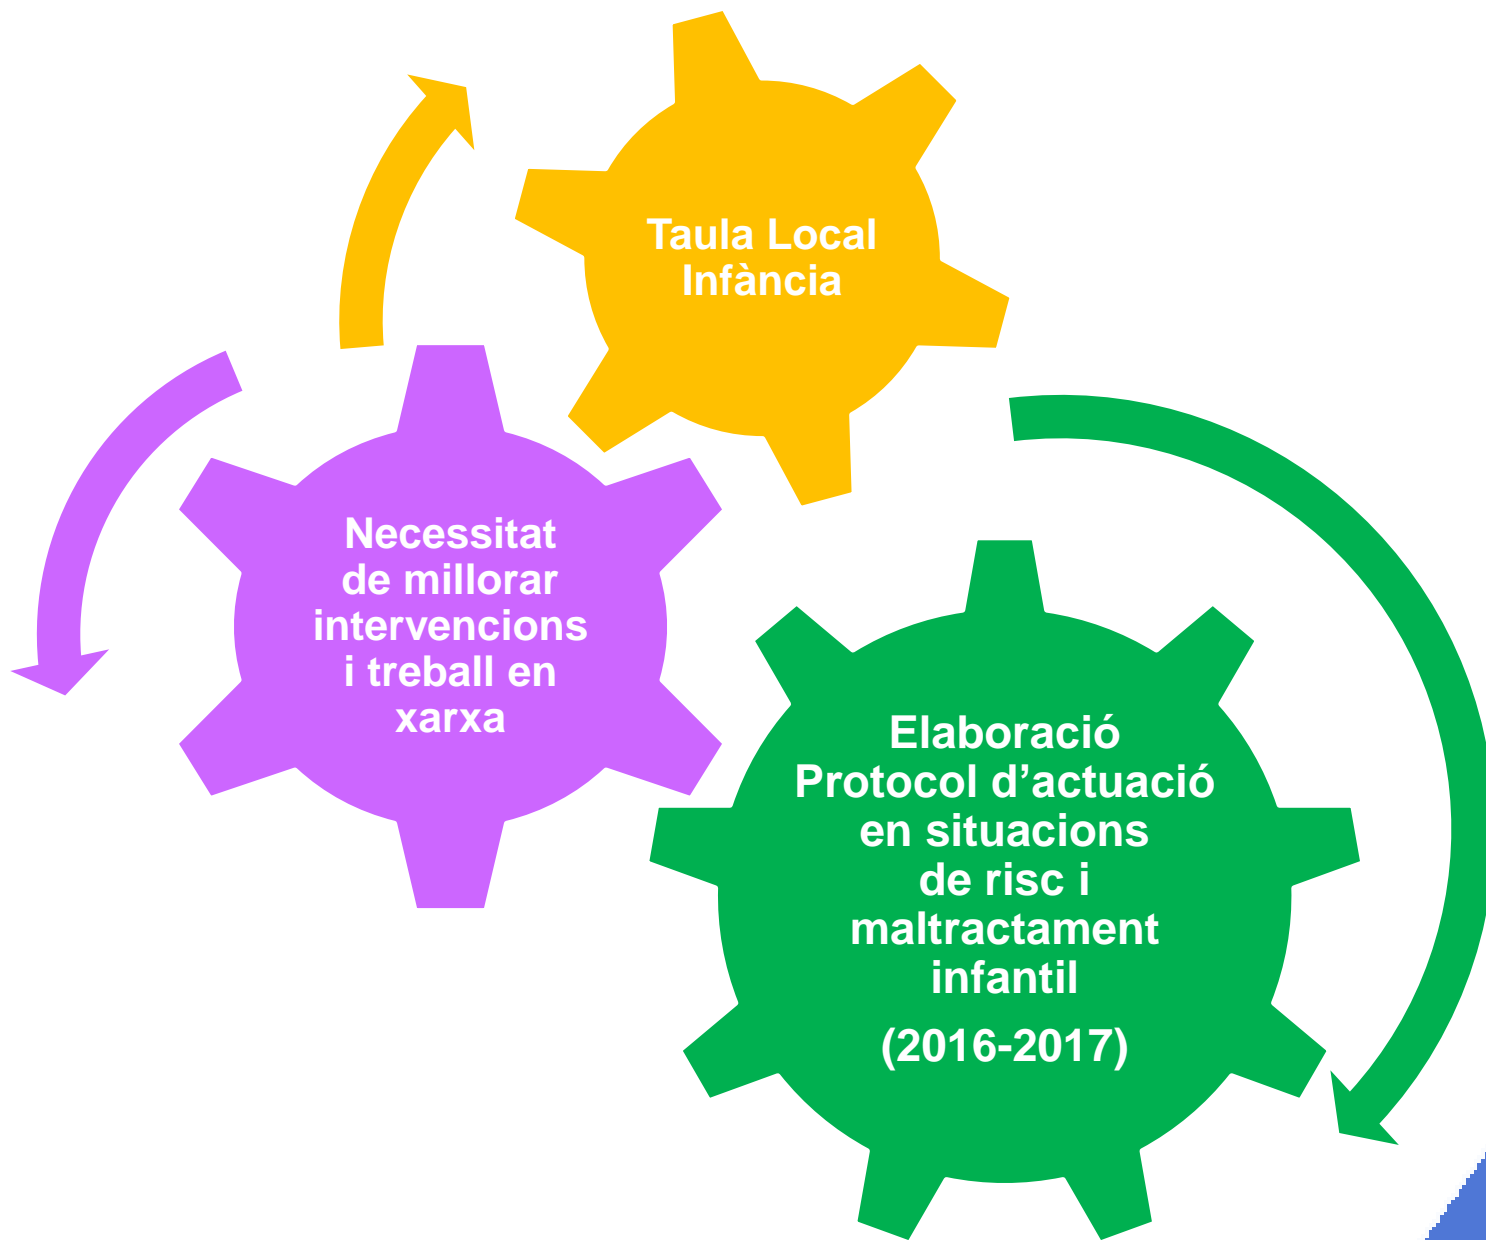 Taula Local
Infància
Necessitat
de millorar
intervencions
i treball en
xarxa
Elaboració
Protocol d’actuació
en situacions
de risc i
maltractament
infantil
(2016-2017)